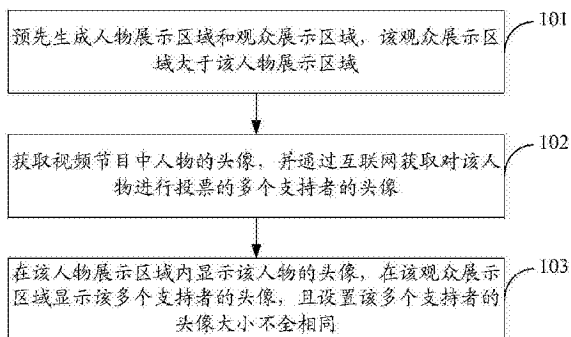 预先生成人物展示区域和观众展示区域，该观众展示区
域大于该人物展示区域
101
获取视频节目中人物的头像，并通过互联网获取对该人
物进行投票的多个支持者的头像
102
在该人物展示区域内显示该人物的头像，在该观众展示
区域显示该多个支持者的头像，且设置该多个支持者的
头像大小不全相同
103